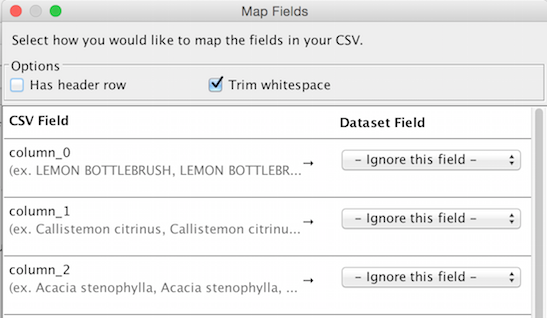 Map Fields
Select how you would like to map the fields in your CSV.
Options
Has header row Trim whitespace
CSV Field Dataset Field
column_0
(ex. LEMON BOTTLEBRUSH, LEMON BOTTLEBR... → – Ignore this field –
column_1
(ex. Callistemon citrinus, Callistemon citrinu... → – Ignore this field –
column_2
(ex. Acacia stenophylla, Acacia stenophylla, ... → – Ignore this field –